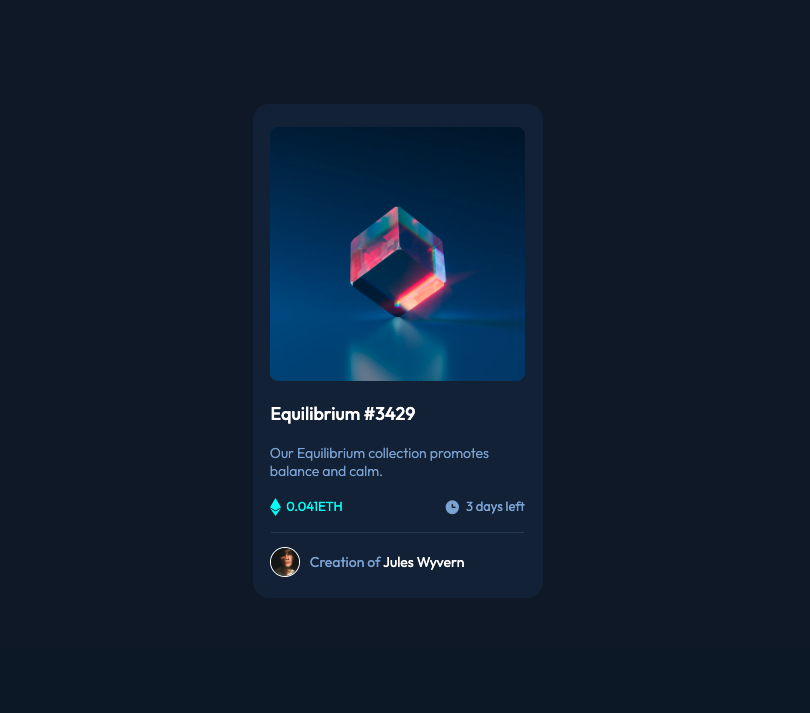 Equilibrium #3429
Our Equilibrium collection promotes
balance and calm.
0.041ETH
3 days left
Creation of Jules Wyvern